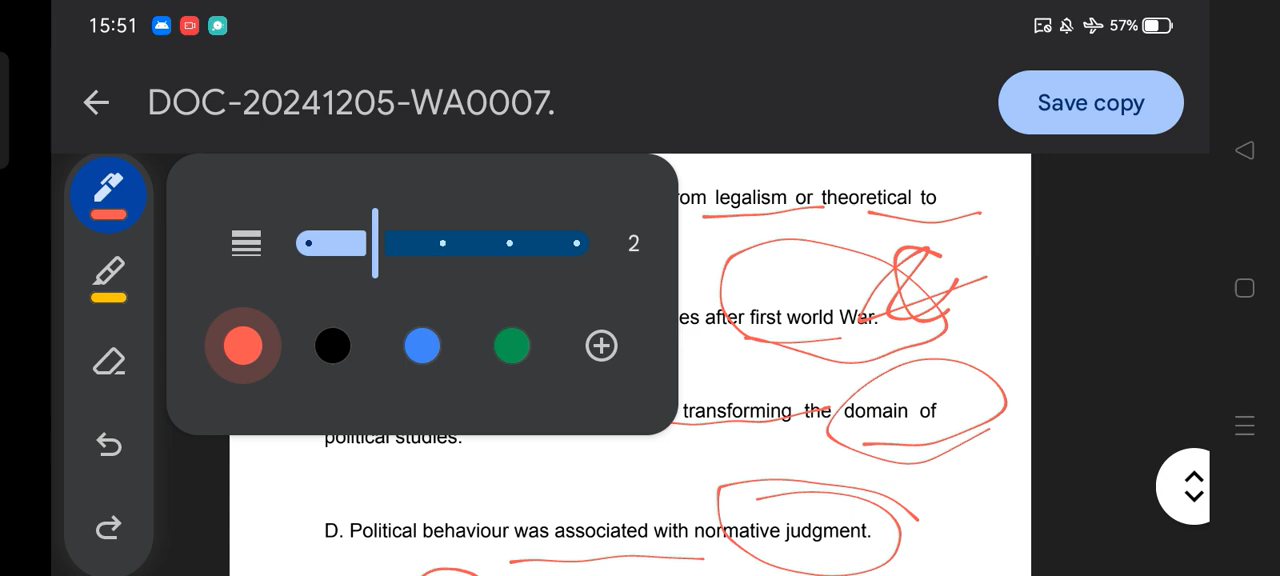 15:51
57%
DOC-20241205-WA0007.
Save copy
2
om legalism or theoretical to
es after first world War.
transforming the domain of
political studies.
D. Political behaviour was associated with normative judgment.